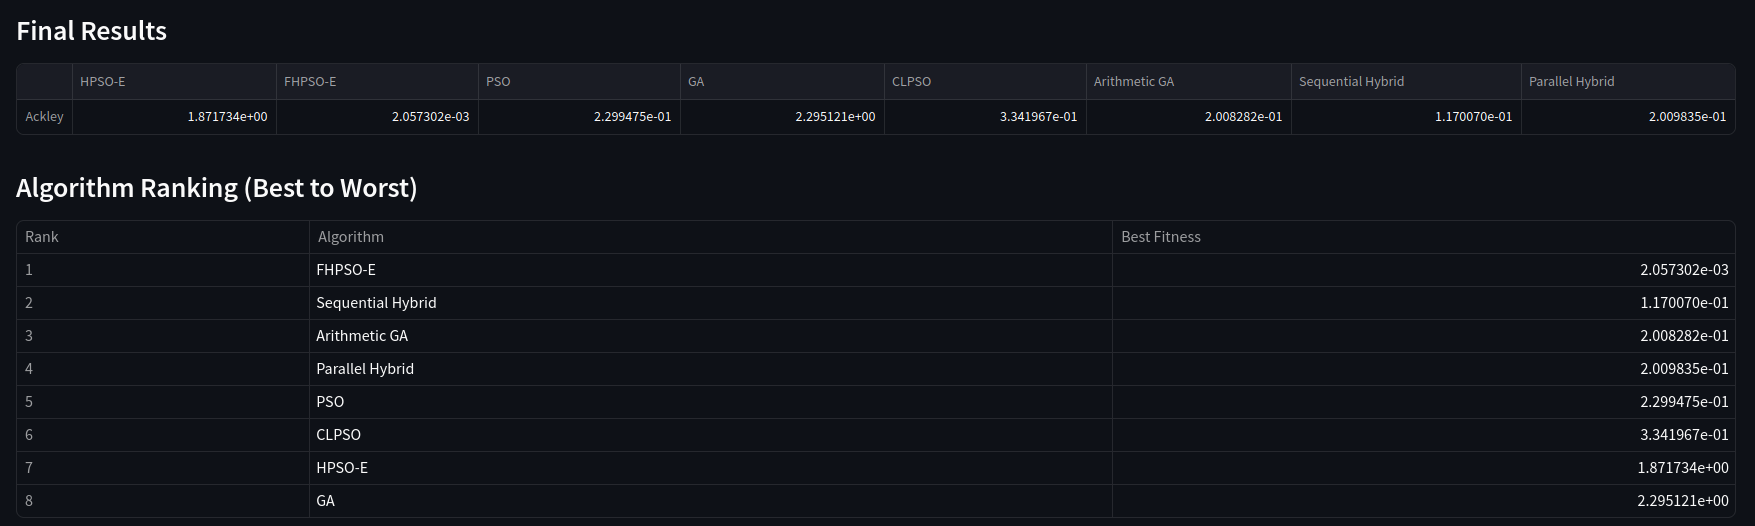 Final Results
HPSO-E FHPSO-E PSO GA CLPSO Arithmetic GA Sequential Hybrid Parallel Hybrid
Ackley 1.871734e+00 2.057302e-03 2.299475e-01 2.295121e+00 3.341967e-01 2.008282e-01 1.170070e-01 2.009835e-01
Algorithm Ranking (Best to Worst)
Rank Algorithm Best Fitness
1 FHPSO-E 2.057302e-03
2 Sequential Hybrid 1.170070e-01
3 Arithmetic GA 2.008282e-01
4 Parallel Hybrid 2.009835e-01
5 PSO 2.299475e-01
6 CLPSO 3.341967e-01
7 HPSO-E 1.871734e+00
8 GA 2.295121e+00